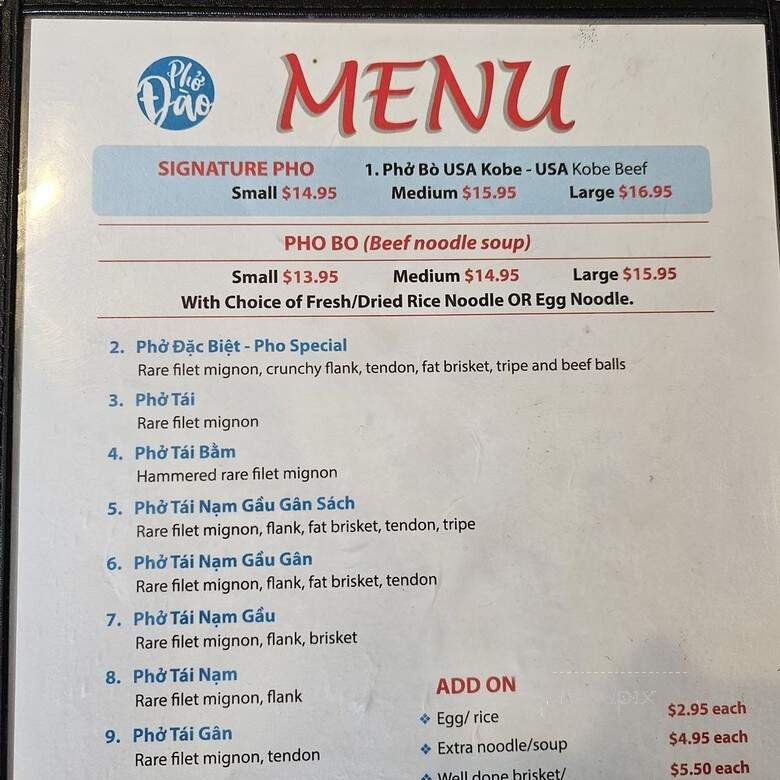 Phở
Đào
MENU
SIGNATURE PHO 1. Phở Bò USA Kobe - USA Kobe Beef
Small $14.95 Medium $15.95 Large $16.95
PHO BO (Beef noodle soup)
Small $13.95 Medium $14.95 Large $15.95
With Choice of Fresh/Dried Rice Noodle OR Egg Noodle.
2. Phở Đặc Biệt - Pho Special
Rare filet mignon, crunchy flank, tendon, fat brisket, tripe and beef balls
3. Phở Tái
Rare filet mignon
4. Phở Tái Bằm
Hammered rare filet mignon
5. Phở Tái Nạm Gầu Gân Sách
Rare filet mignon, flank, fat brisket, tendon, tripe
6. Phở Tái Nạm Gầu Gân
Rare filet mignon, flank, fat brisket, tendon
7. Phở Tái Nạm Gầu
Rare filet mignon, flank, brisket
8. Phở Tái Nạm
Rare filet mignon, flank
9. Phở Tái Gân
Rare filet mignon, tendon
ADD ON
❖ Egg/ rice $2.95 each
❖ Extra noodle/soup $4.95 each
❖ Well done brisket/ $5.50 each